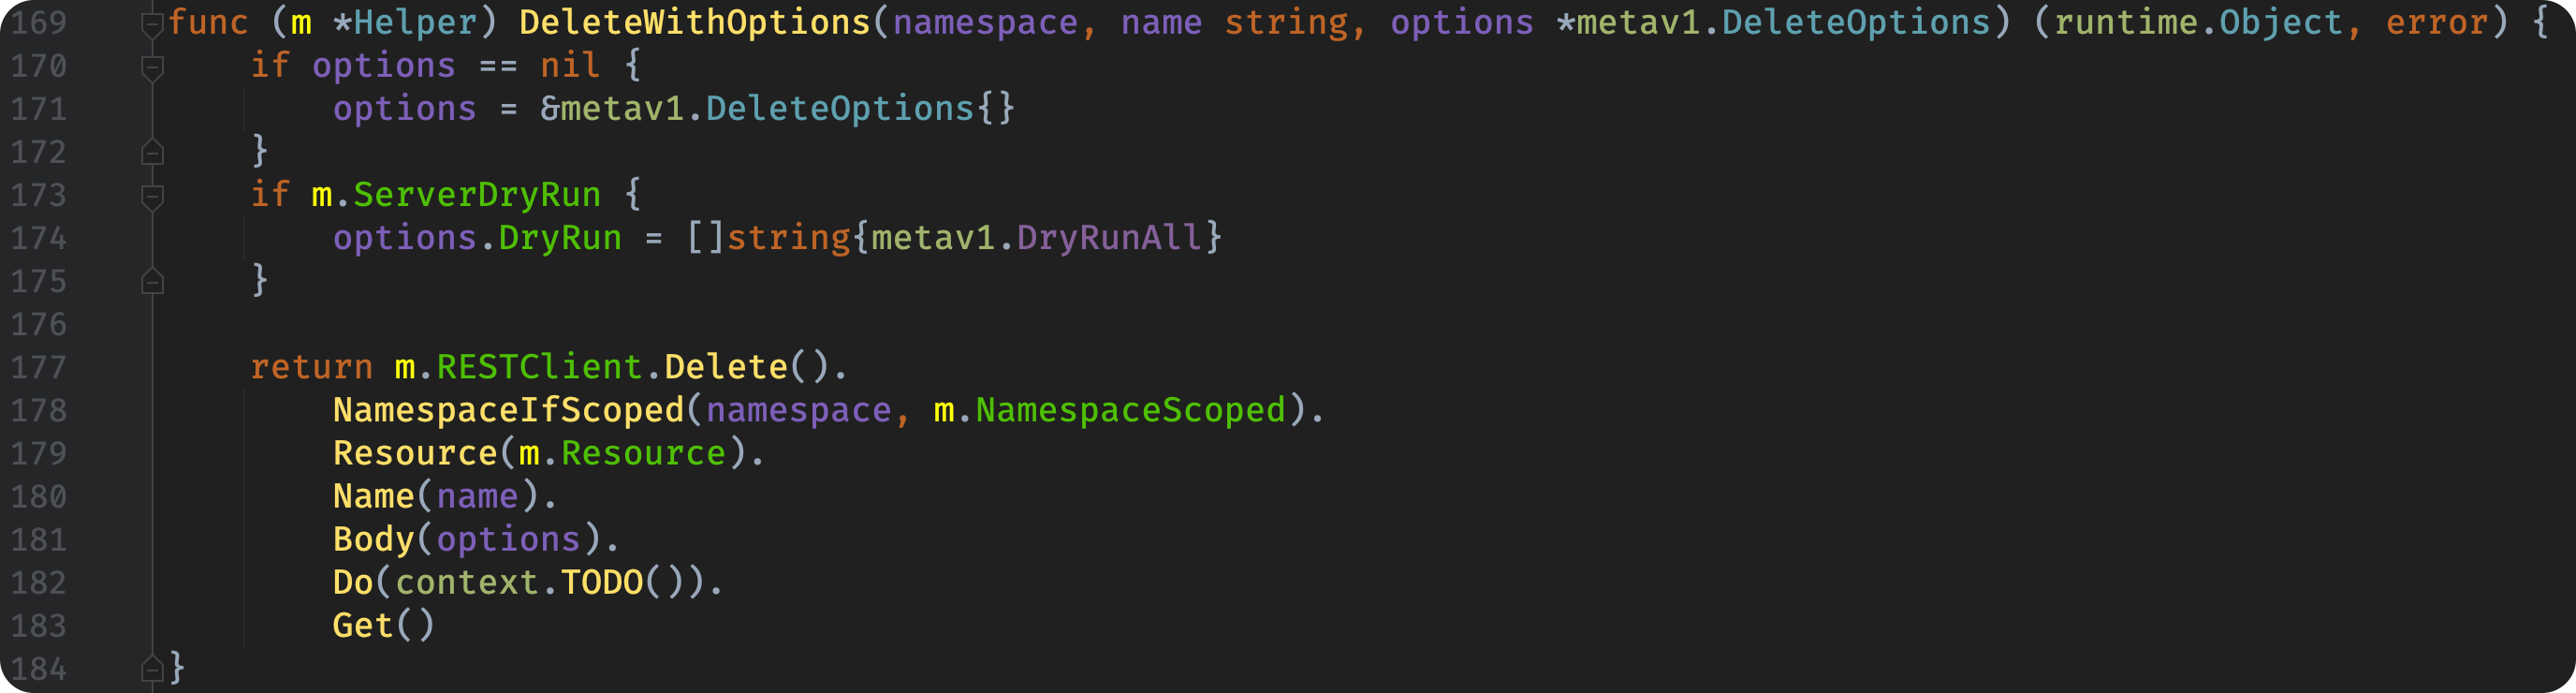 169 func (m *Helper) DeleteWithOptions(namespace, name string, options *metav1.DeleteOptions) (runtime.Object, error) {
170     if options == nil {
171         options = &metav1.DeleteOptions{}
172     }
173     if m.ServerDryRun {
174         options.DryRun = []string{metav1.DryRunAll}
175     }
176
177     return m.RESTClient.Delete().
178         NamespaceIfScoped(namespace, m.NamespaceScoped).
179         Resource(m.Resource).
180         Name(name).
181         Body(options).
182         Do(context.TODO()).
183         Get()
184 }